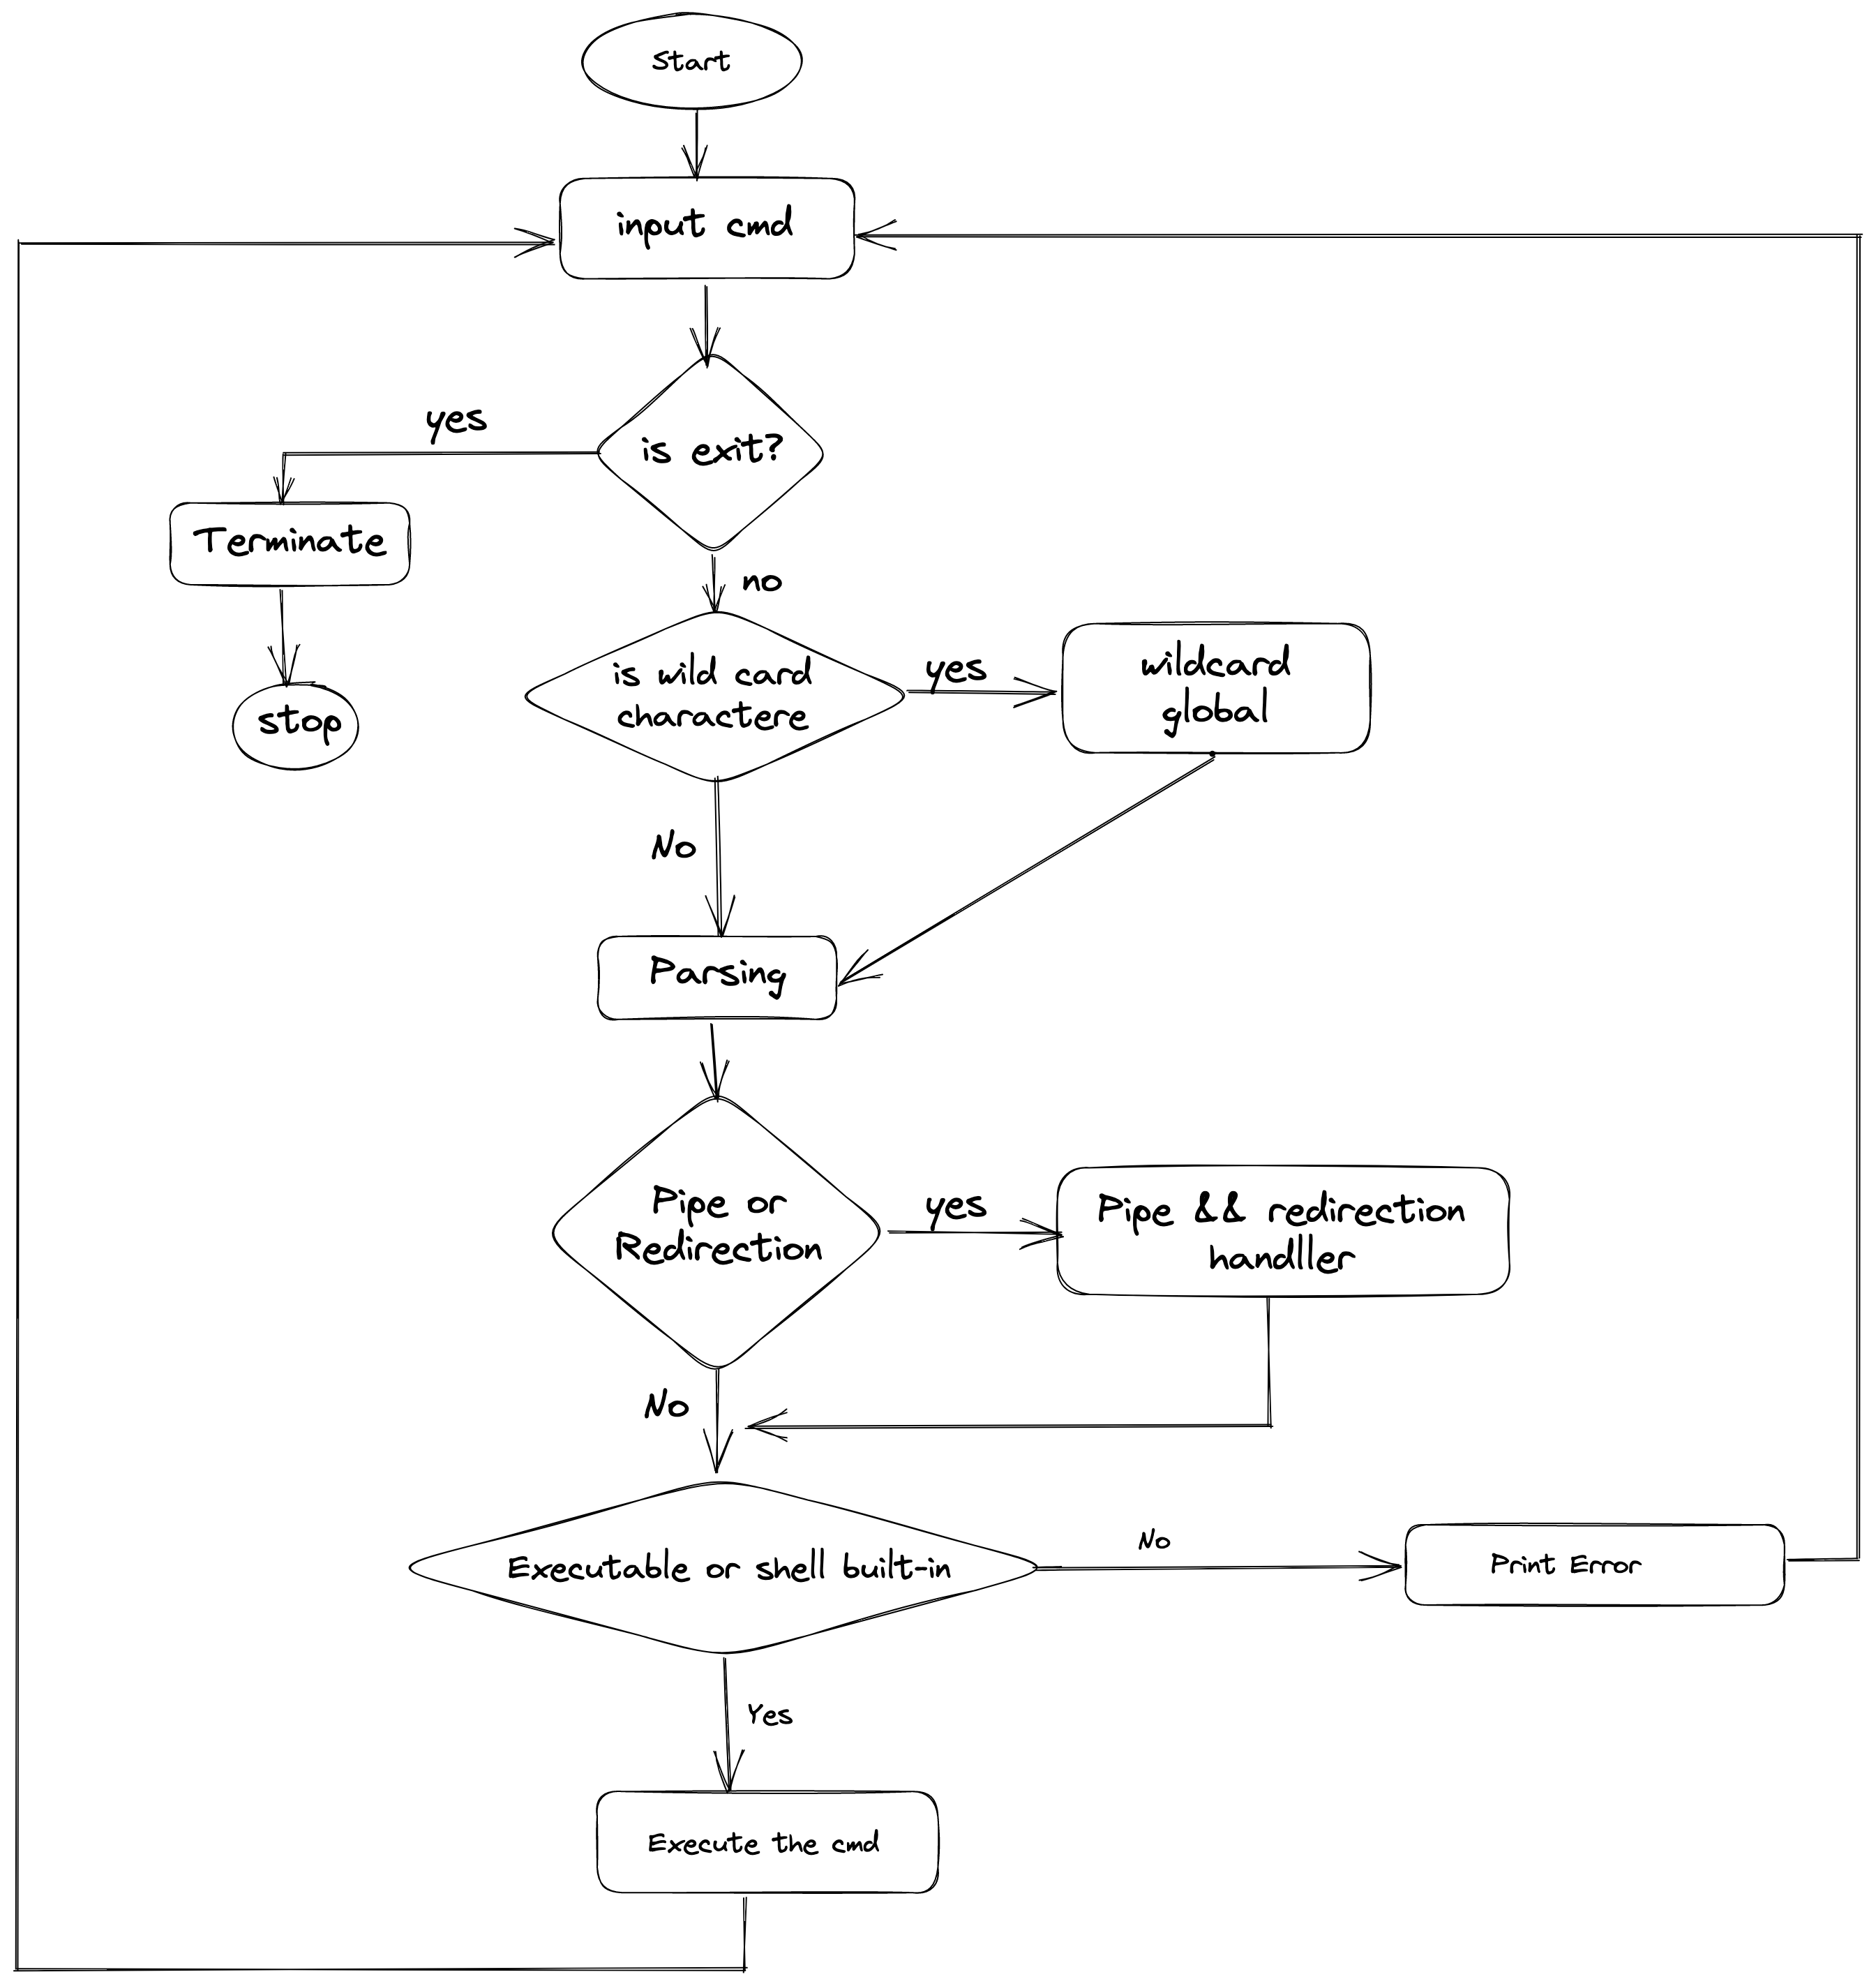 Start
input cmd
yes
is exit?
Terminate
no
stop
is wild card
charactere
yes
wildcard
global
No
Parsing
Pipe or
Redirection
yes
Pipe && redirection
handller
No
Executable or shell built-in
No
Print Error
Yes
Execute the cmd